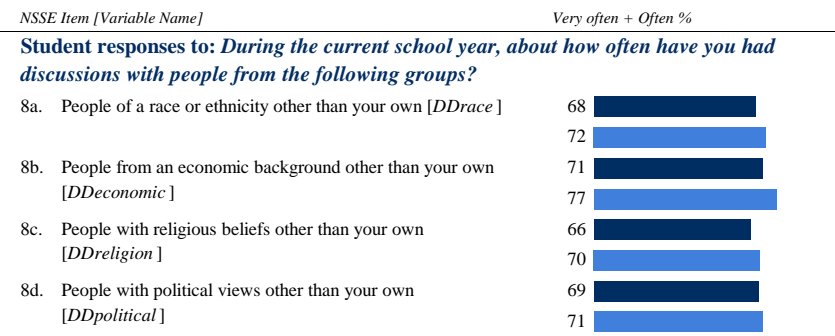 NSSE Item [Variable Name] Very often + Often %
Student responses to: During the current school year, about how often have you had
discussions with people from the following groups?
8a. People of a race or ethnicity other than your own [DDrace ] 68
72
8b. People from an economic background other than your own 71
[DDeconomic ] 77
8c. People with religious beliefs other than your own 66
[DDreligion ] 70
8d. People with political views other than your own 69
[DDpolitical ] 71